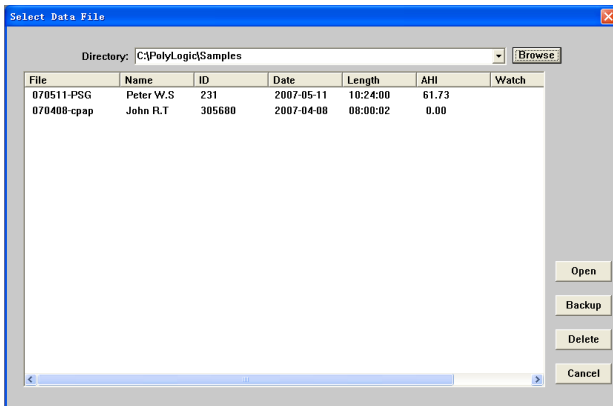 Select Data File
Directory: C:\PolyLogic\Samples Browse
File Name ID Date Length AHI Watch
070511-PSG Peter W.S 231 2007-05-11 10:24:00 61.73
070408-cpap John R.T 305680 2007-04-08 08:00:02 0.00
Open
Backup
Delete
Cancel